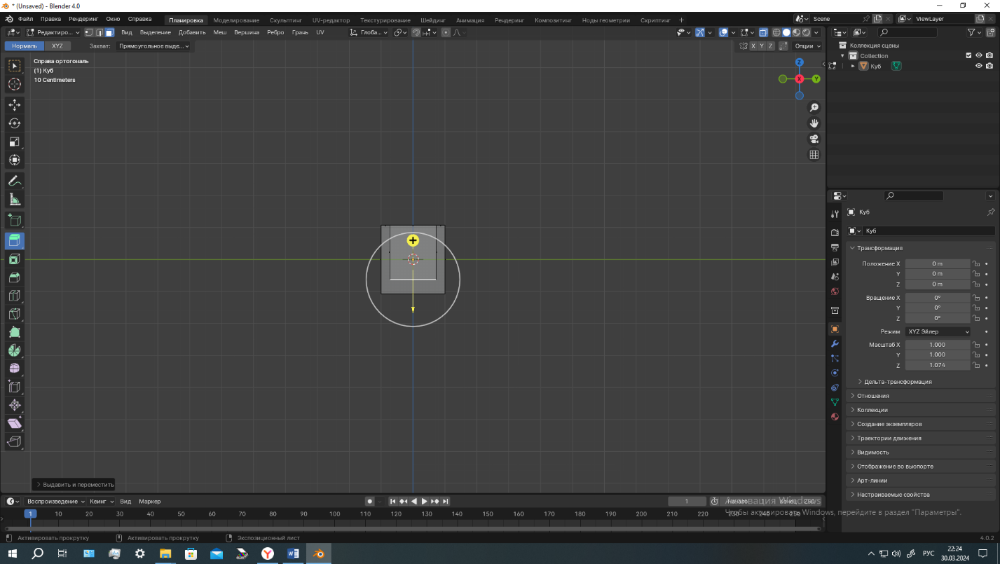 * (Unsaved) - Blender 4.0
Файл Правка Рендеринг Окно Справка Планировка Моделирование Скульптинг UV-редактор Текстурирование Шейдинг Анимация Рендеринг Композитинг Ноды геометрии Скриптинг + Scene ViewLayer
Редактиро... Вид Выделение Добавить Меш Вершина Ребро Грань UV Глоба...
Нормаль XYZ Захват: Прямоугольное выде... X Y Z Опции
Справа ортогональ
(1) Куб
10 Centimeters
Z
X Y
Выдавить и переместить
Коллекция сцены
Collection
Куб
Куб
Куб
Трансформация
Положение X 0 m
Y 0 m
Z 0 m
Вращение X 0°
Y 0°
Z 0°
Режим XYZ Эйлер
Масштаб X 1.000
Y 1.000
Z 1.074
Дельта-трансформация
Отношения
Коллекции
Создание экземпляров
Траектории движения
Видимость
Отображение во вьюпорте
Арт-линии
Настраиваемые свойства
Воспроизведение Кеинг Вид Маркер 1 Начало 1 Конец 250
1 10 20 30 40 50 60 70 80 90 100 110 120 130 140 150 160 170 180 190 200 210 220 230 240 250
Активация Windows
Чтобы активировать Windows, перейдите в раздел "Параметры".
Активировать прокрутку Активировать прокрутку Экспозиционный лист 4.0.2
РУС 22:24
30.03.2024